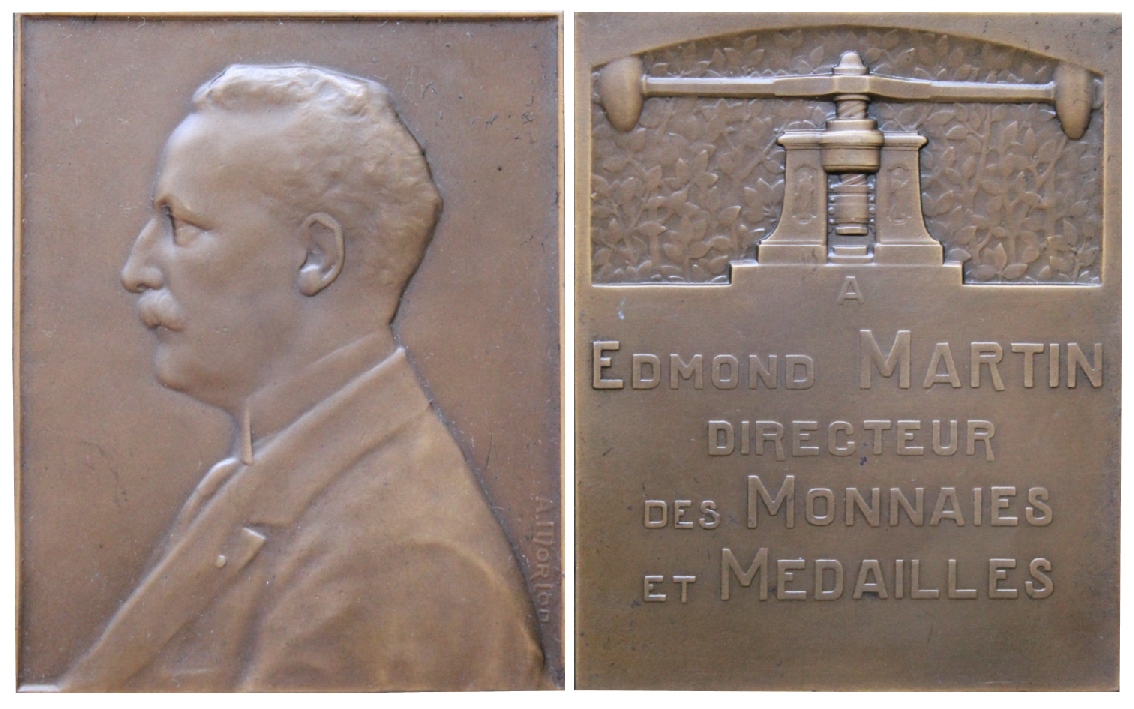 A
EDMOND MARTIN
DIRECTEUR
DES MONNAIES
ET MEDAILLES